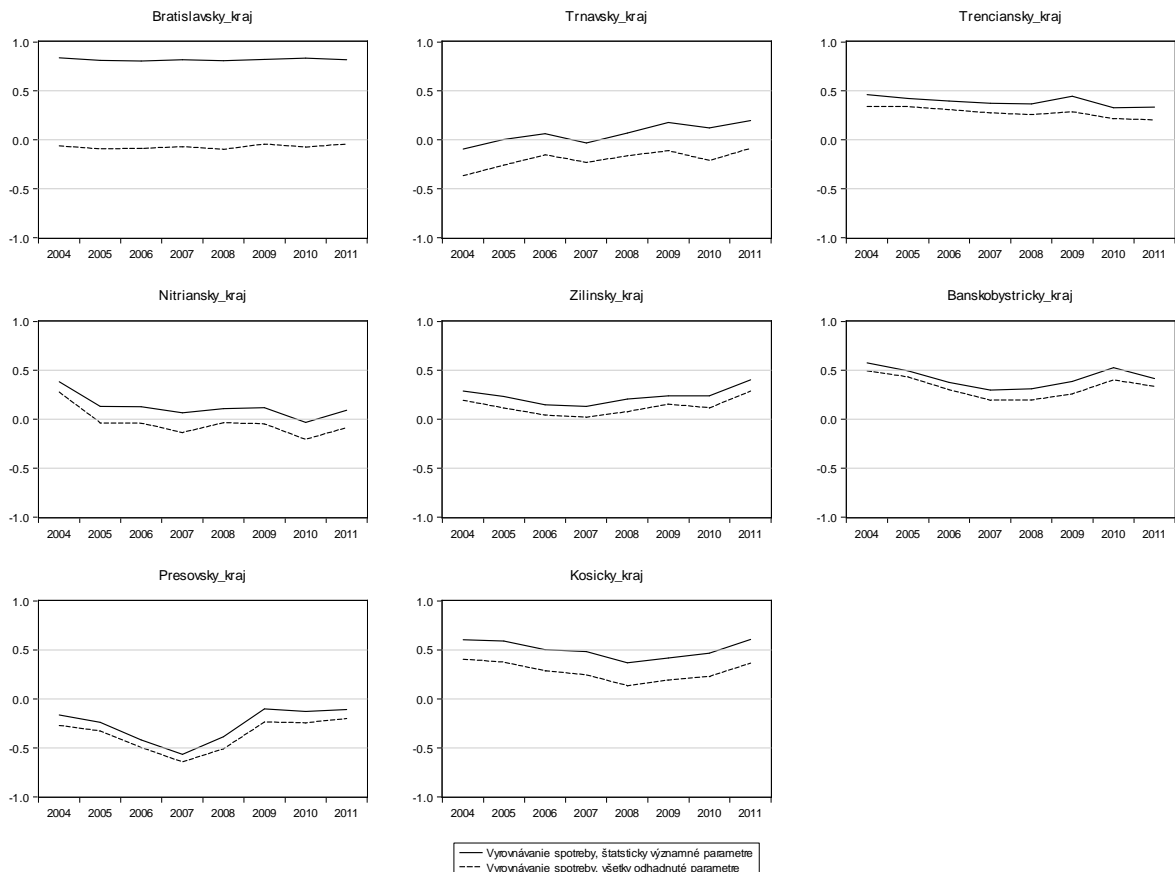 Bratislavsky_kraj
1.0
0.5
0.0
-0.5
-1.0
2004 2005 2006 2007 2008 2009 2010 2011
Trnavsky_kraj
1.0
0.5
0.0
-0.5
-1.0
2004 2005 2006 2007 2008 2009 2010 2011
Trenciansky_kraj
1.0
0.5
0.0
-0.5
-1.0
2004 2005 2006 2007 2008 2009 2010 2011
Nitriansky_kraj
1.0
0.5
0.0
-0.5
-1.0
2004 2005 2006 2007 2008 2009 2010 2011
Zilinsky_kraj
1.0
0.5
0.0
-0.5
-1.0
2004 2005 2006 2007 2008 2009 2010 2011
Banskobystricky_kraj
1.0
0.5
0.0
-0.5
-1.0
2004 2005 2006 2007 2008 2009 2010 2011
Presovsky_kraj
1.0
0.5
0.0
-0.5
-1.0
2004 2005 2006 2007 2008 2009 2010 2011
Kosicky_kraj
1.0
0.5
0.0
-0.5
-1.0
2004 2005 2006 2007 2008 2009 2010 2011
Vyrovnávanie spotreby, štatsticky významné parametre
Vyrovnávanie spotreby, všetky odhadnuté parametre